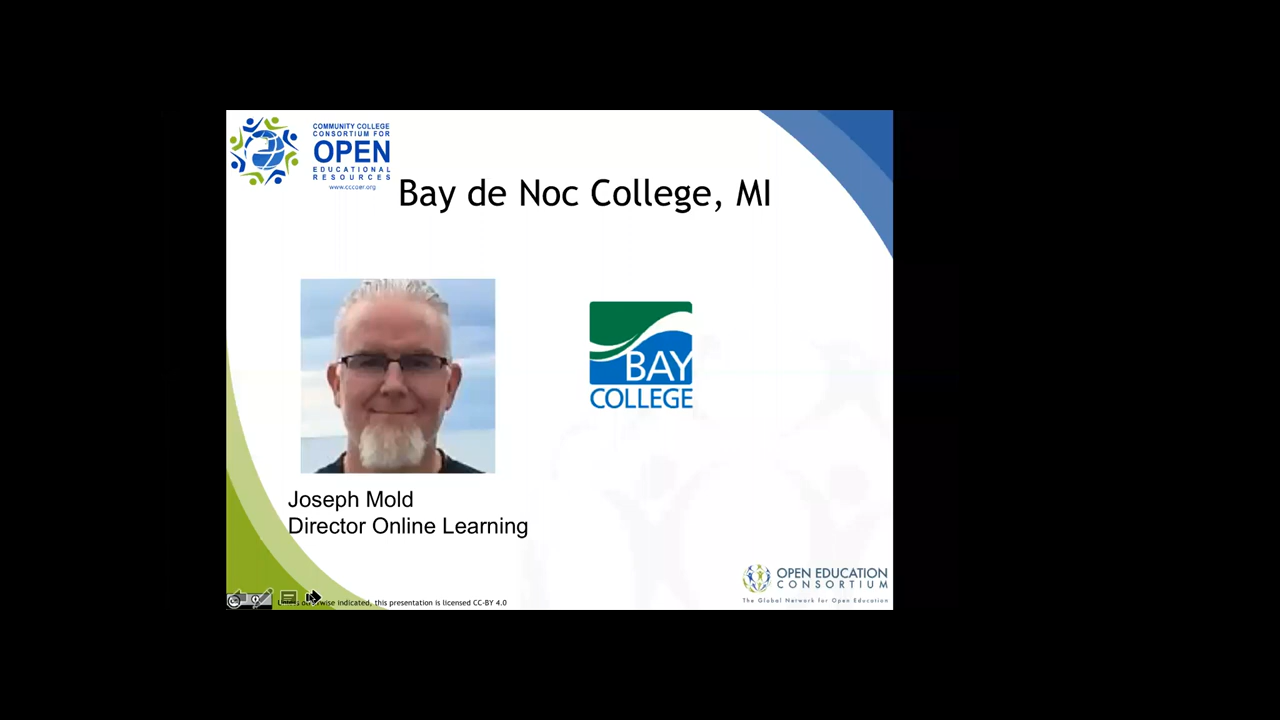 COMMUNITY COLLEGE
CONSORTIUM FOR
OPEN
EDUCATIONAL
RESOURCES
www.cccoer.org
Bay de Noc College, MI
BAY
COLLEGE
Joseph Mold
Director Online Learning
OPEN EDUCATION
CONSORTIUM
The Global Network for Open Education
Unless otherwise indicated, this presentation is licensed CC-BY 4.0